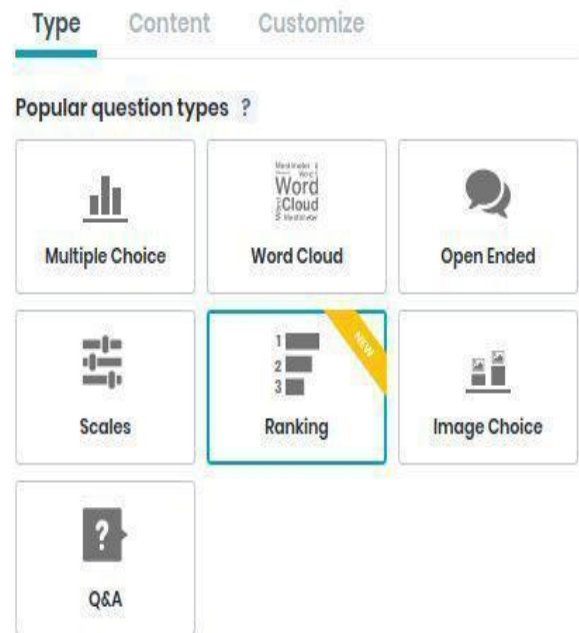 Type Content Customize
Popular question types ?
Word
Cloud
Multiple Choice Word Cloud Open Ended
1
2
3
NEW
Scales Ranking Image Choice
?
Q&A